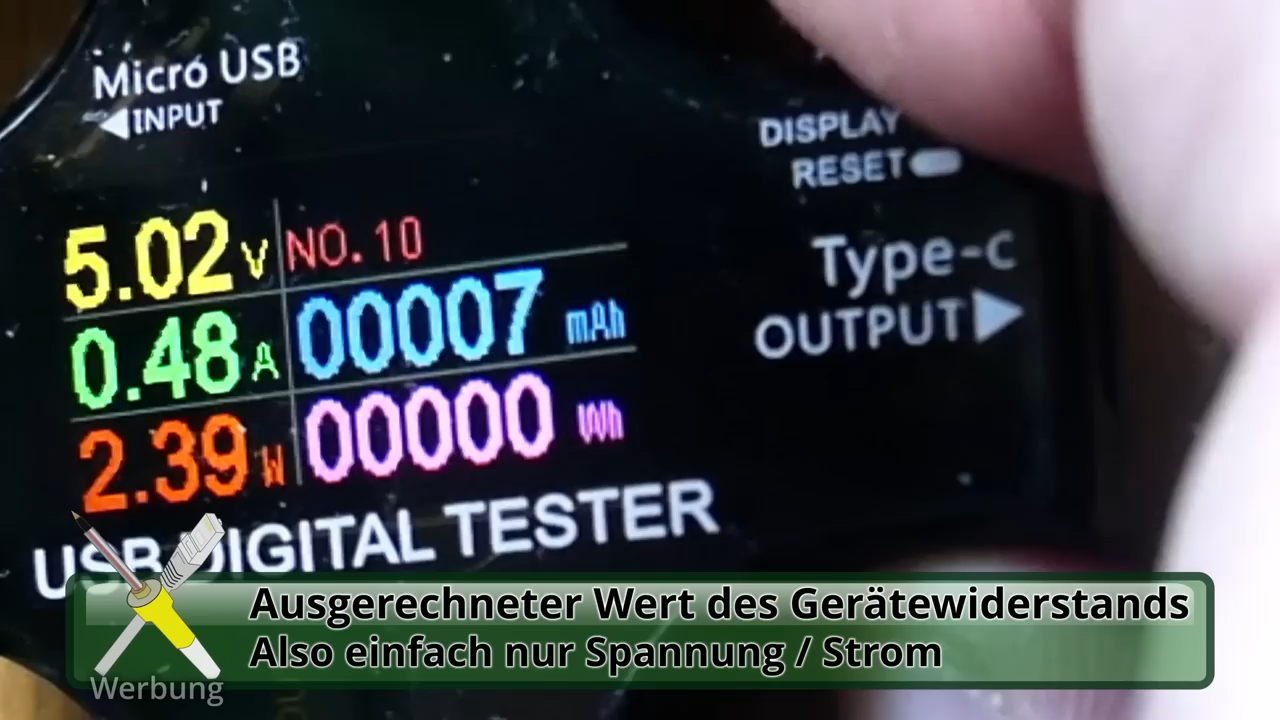 Micro USB
◀INPUT
DISPLAY
RESET
5.02 V
NO.10
0.48 A
00007 mAh
2.39 W
00000 Wh
Type-c
OUTPUT▶
USB DIGITAL TESTER
Ausgerechneter Wert des Gerätewiderstands
Also einfach nur Spannung / Strom
Werbung